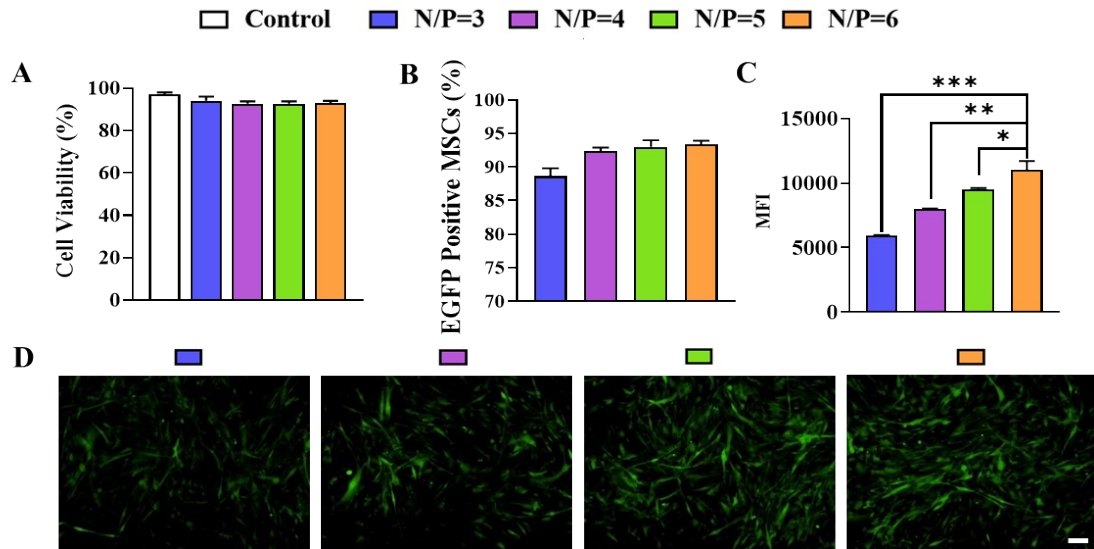 Control N/P=3 N/P=4 N/P=5 N/P=6
A
Cell Viability (%)
100
80
60
40
20
0
B
EGFP Positive MSCs (%)
100
95
90
85
80
75
70
C
MFI
15000
10000
5000
0
***
**
*
D